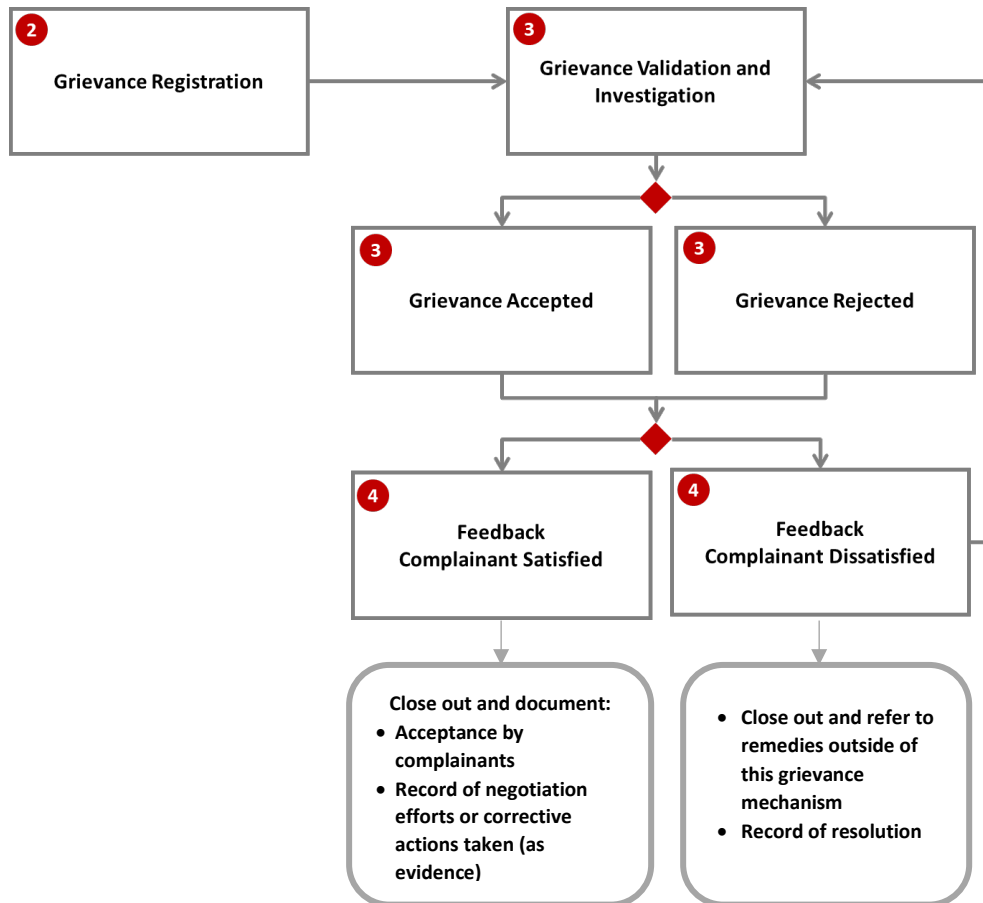 2
Grievance Registration
3
Grievance Validation and
Investigation
3
Grievance Accepted
3
Grievance Rejected
4
Feedback
Complainant Satisfied
4
Feedback
Complainant Dissatisfied
Close out and document:
• Acceptance by
complainants
• Record of negotiation
efforts or corrective
actions taken (as
evidence)
• Close out and refer to
remedies outside of
this grievance
mechanism
• Record of resolution